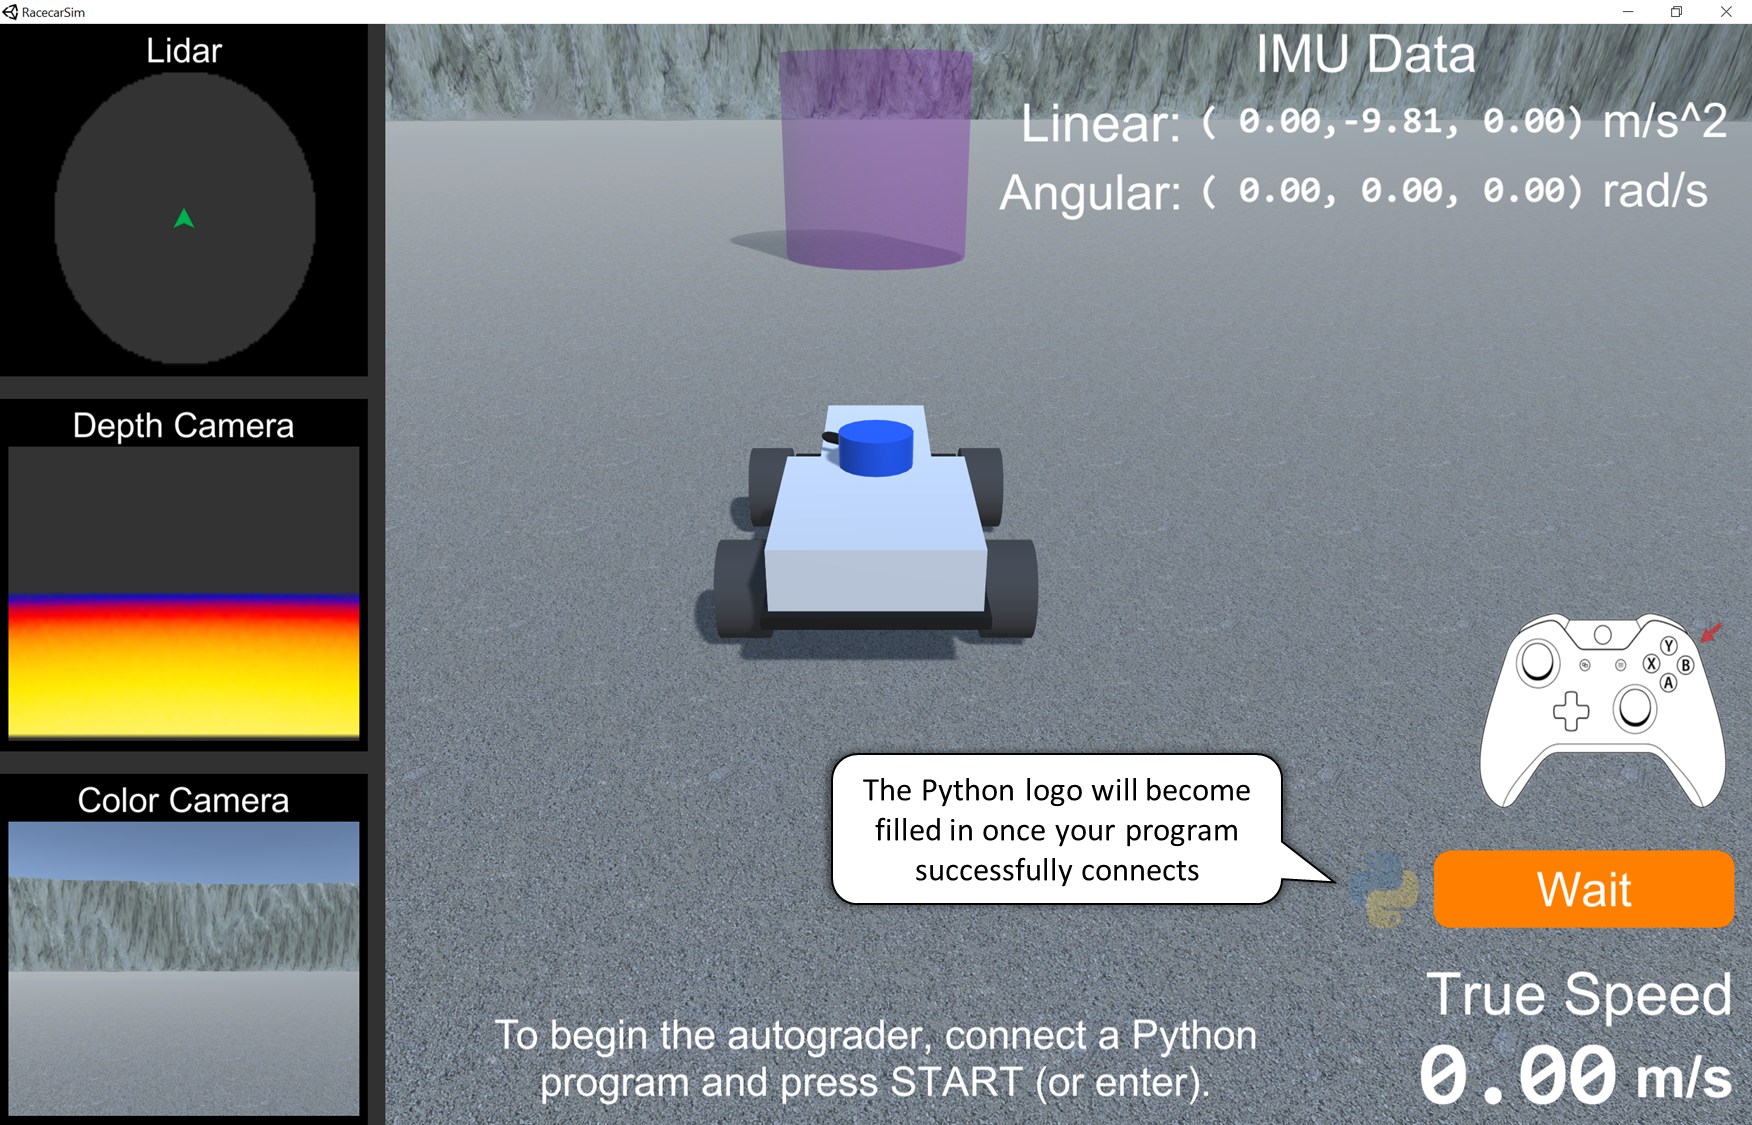 RacecarSim
Lidar
Depth Camera
Color Camera
IMU Data
Linear: ( 0.00,-9.81, 0.00) m/s^2
Angular: ( 0.00, 0.00, 0.00) rad/s
Y
X
B
A
The Python logo will become
filled in once your program
successfully connects
Wait
True Speed
0.00 m/s
To begin the autograder, connect a Python
program and press START (or enter).